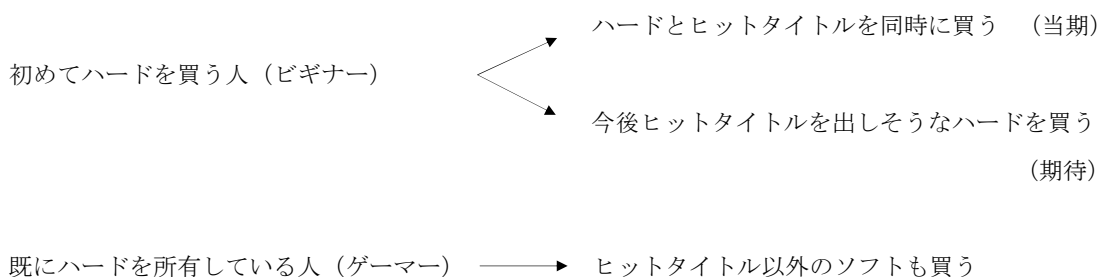 ハードとヒットタイトルを同時に買う　（当期）
初めてハードを買う人（ビギナー）
今後ヒットタイトルを出しそうなハードを買う
（期待）
既にハードを所有している人（ゲーマー）
ヒットタイトル以外のソフトも買う